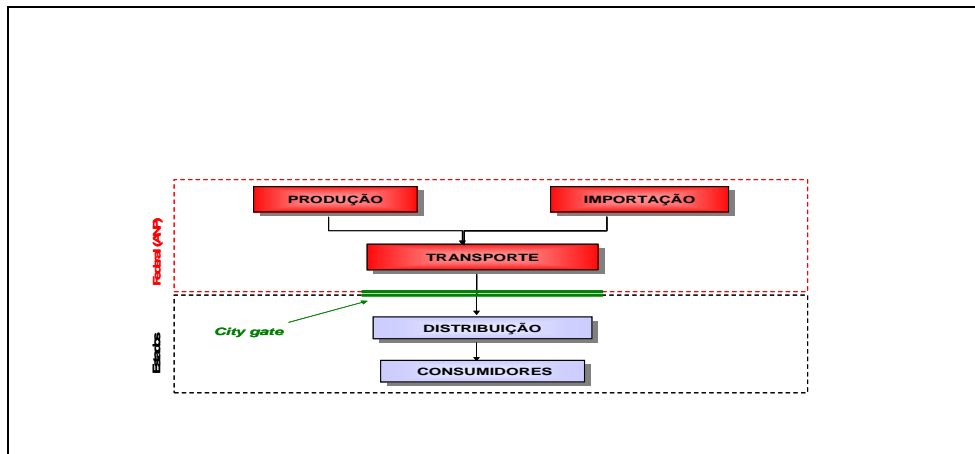 PRODUÇÃO
IMPORTAÇÃO
Federal (ANP)
TRANSPORTE
City gate
DISTRIBUIÇÃO
Estados
CONSUMIDORES